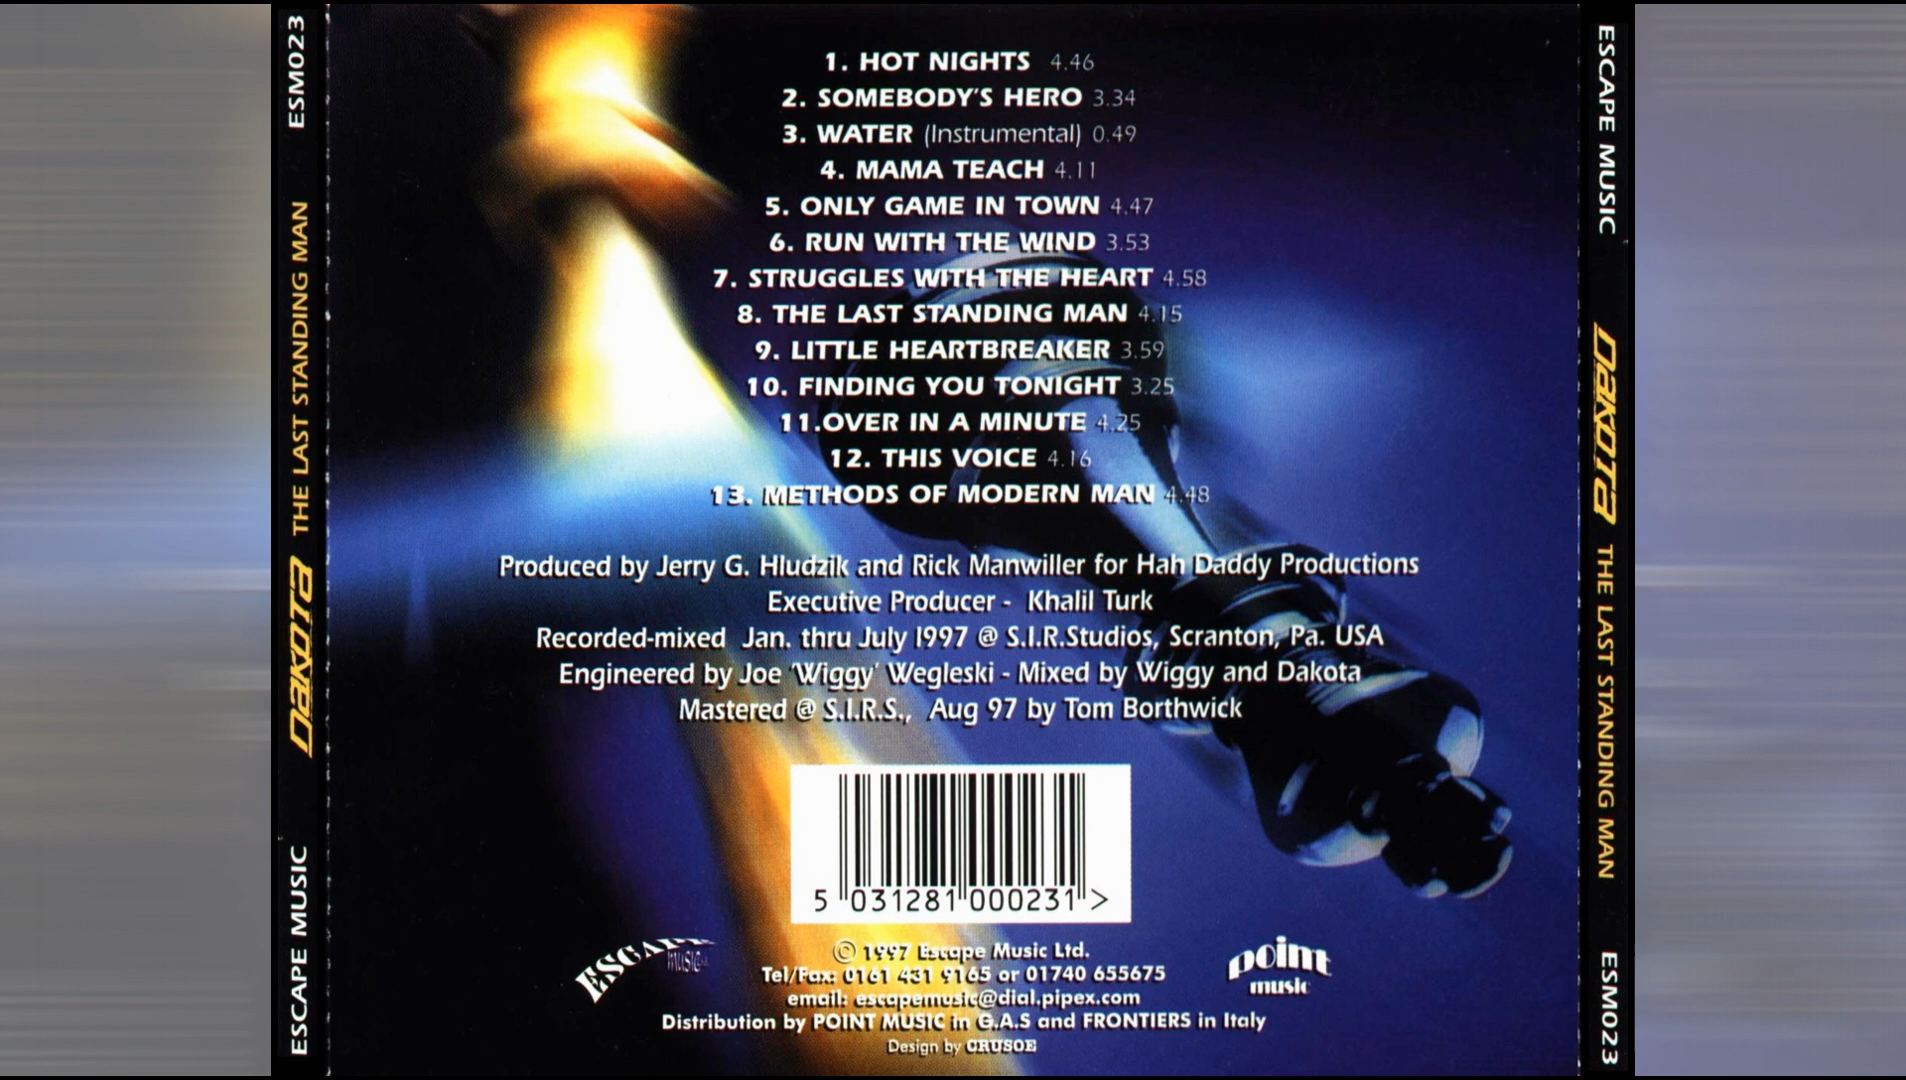 ESM023
DAKOTA THE LAST STANDING MAN
ESCAPE MUSIC
1. HOT NIGHTS 4.46
2. SOMEBODY'S HERO 3.34
3. WATER (Instrumental) 0.49
4. MAMA TEACH 4.11
5. ONLY GAME IN TOWN 4.47
6. RUN WITH THE WIND 3.53
7. STRUGGLES WITH THE HEART 4.58
8. THE LAST STANDING MAN 4.15
9. LITTLE HEARTBREAKER 3.59
10. FINDING YOU TONIGHT 3.25
11.OVER IN A MINUTE 4.25
12. THIS VOICE 4.16
13. METHODS OF MODERN MAN 4.48
Produced by Jerry G. Hludzik and Rick Manwiller for Hah Daddy Productions
Executive Producer - Khalil Turk
Recorded-mixed Jan. thru July 1997 @ S.I.R.Studios, Scranton, Pa. USA
Engineered by Joe 'Wiggy' Wegleski - Mixed by Wiggy and Dakota
Mastered @ S.I.R.S., Aug 97 by Tom Borthwick
5 031281 000231 >
ESCAPE
music
© 1997 Escape Music Ltd.
Tel/Fax: 0161 431 9165 or 01740 655675
email: escapemusic@dial.pipex.com
Distribution by POINT MUSIC in G.A.S and FRONTIERS in Italy
Design by CRUSOE
point
music
ESCAPE MUSIC
DAKOTA THE LAST STANDING MAN
ESM023